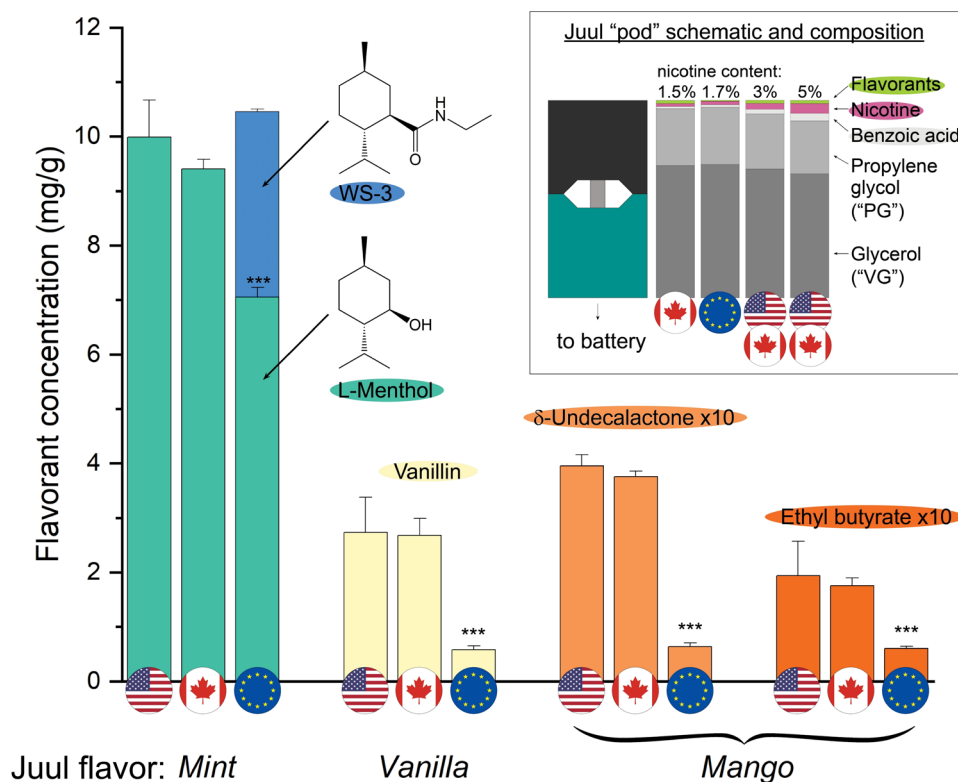 Flavorant concentration (mg/g)
12
10
8
6
4
2
0
H
N
O
WS-3
***
OH
L-Menthol
Vanillin
***
δ-Undecalactone x10
***
Ethyl butyrate x10
***
Juul "pod" schematic and composition
nicotine content:
1.5% 1.7% 3% 5%
Flavorants
Nicotine
Benzoic acid
Propylene
glycol
("PG")
Glycerol
("VG")
to battery
Juul flavor: Mint Vanilla Mango